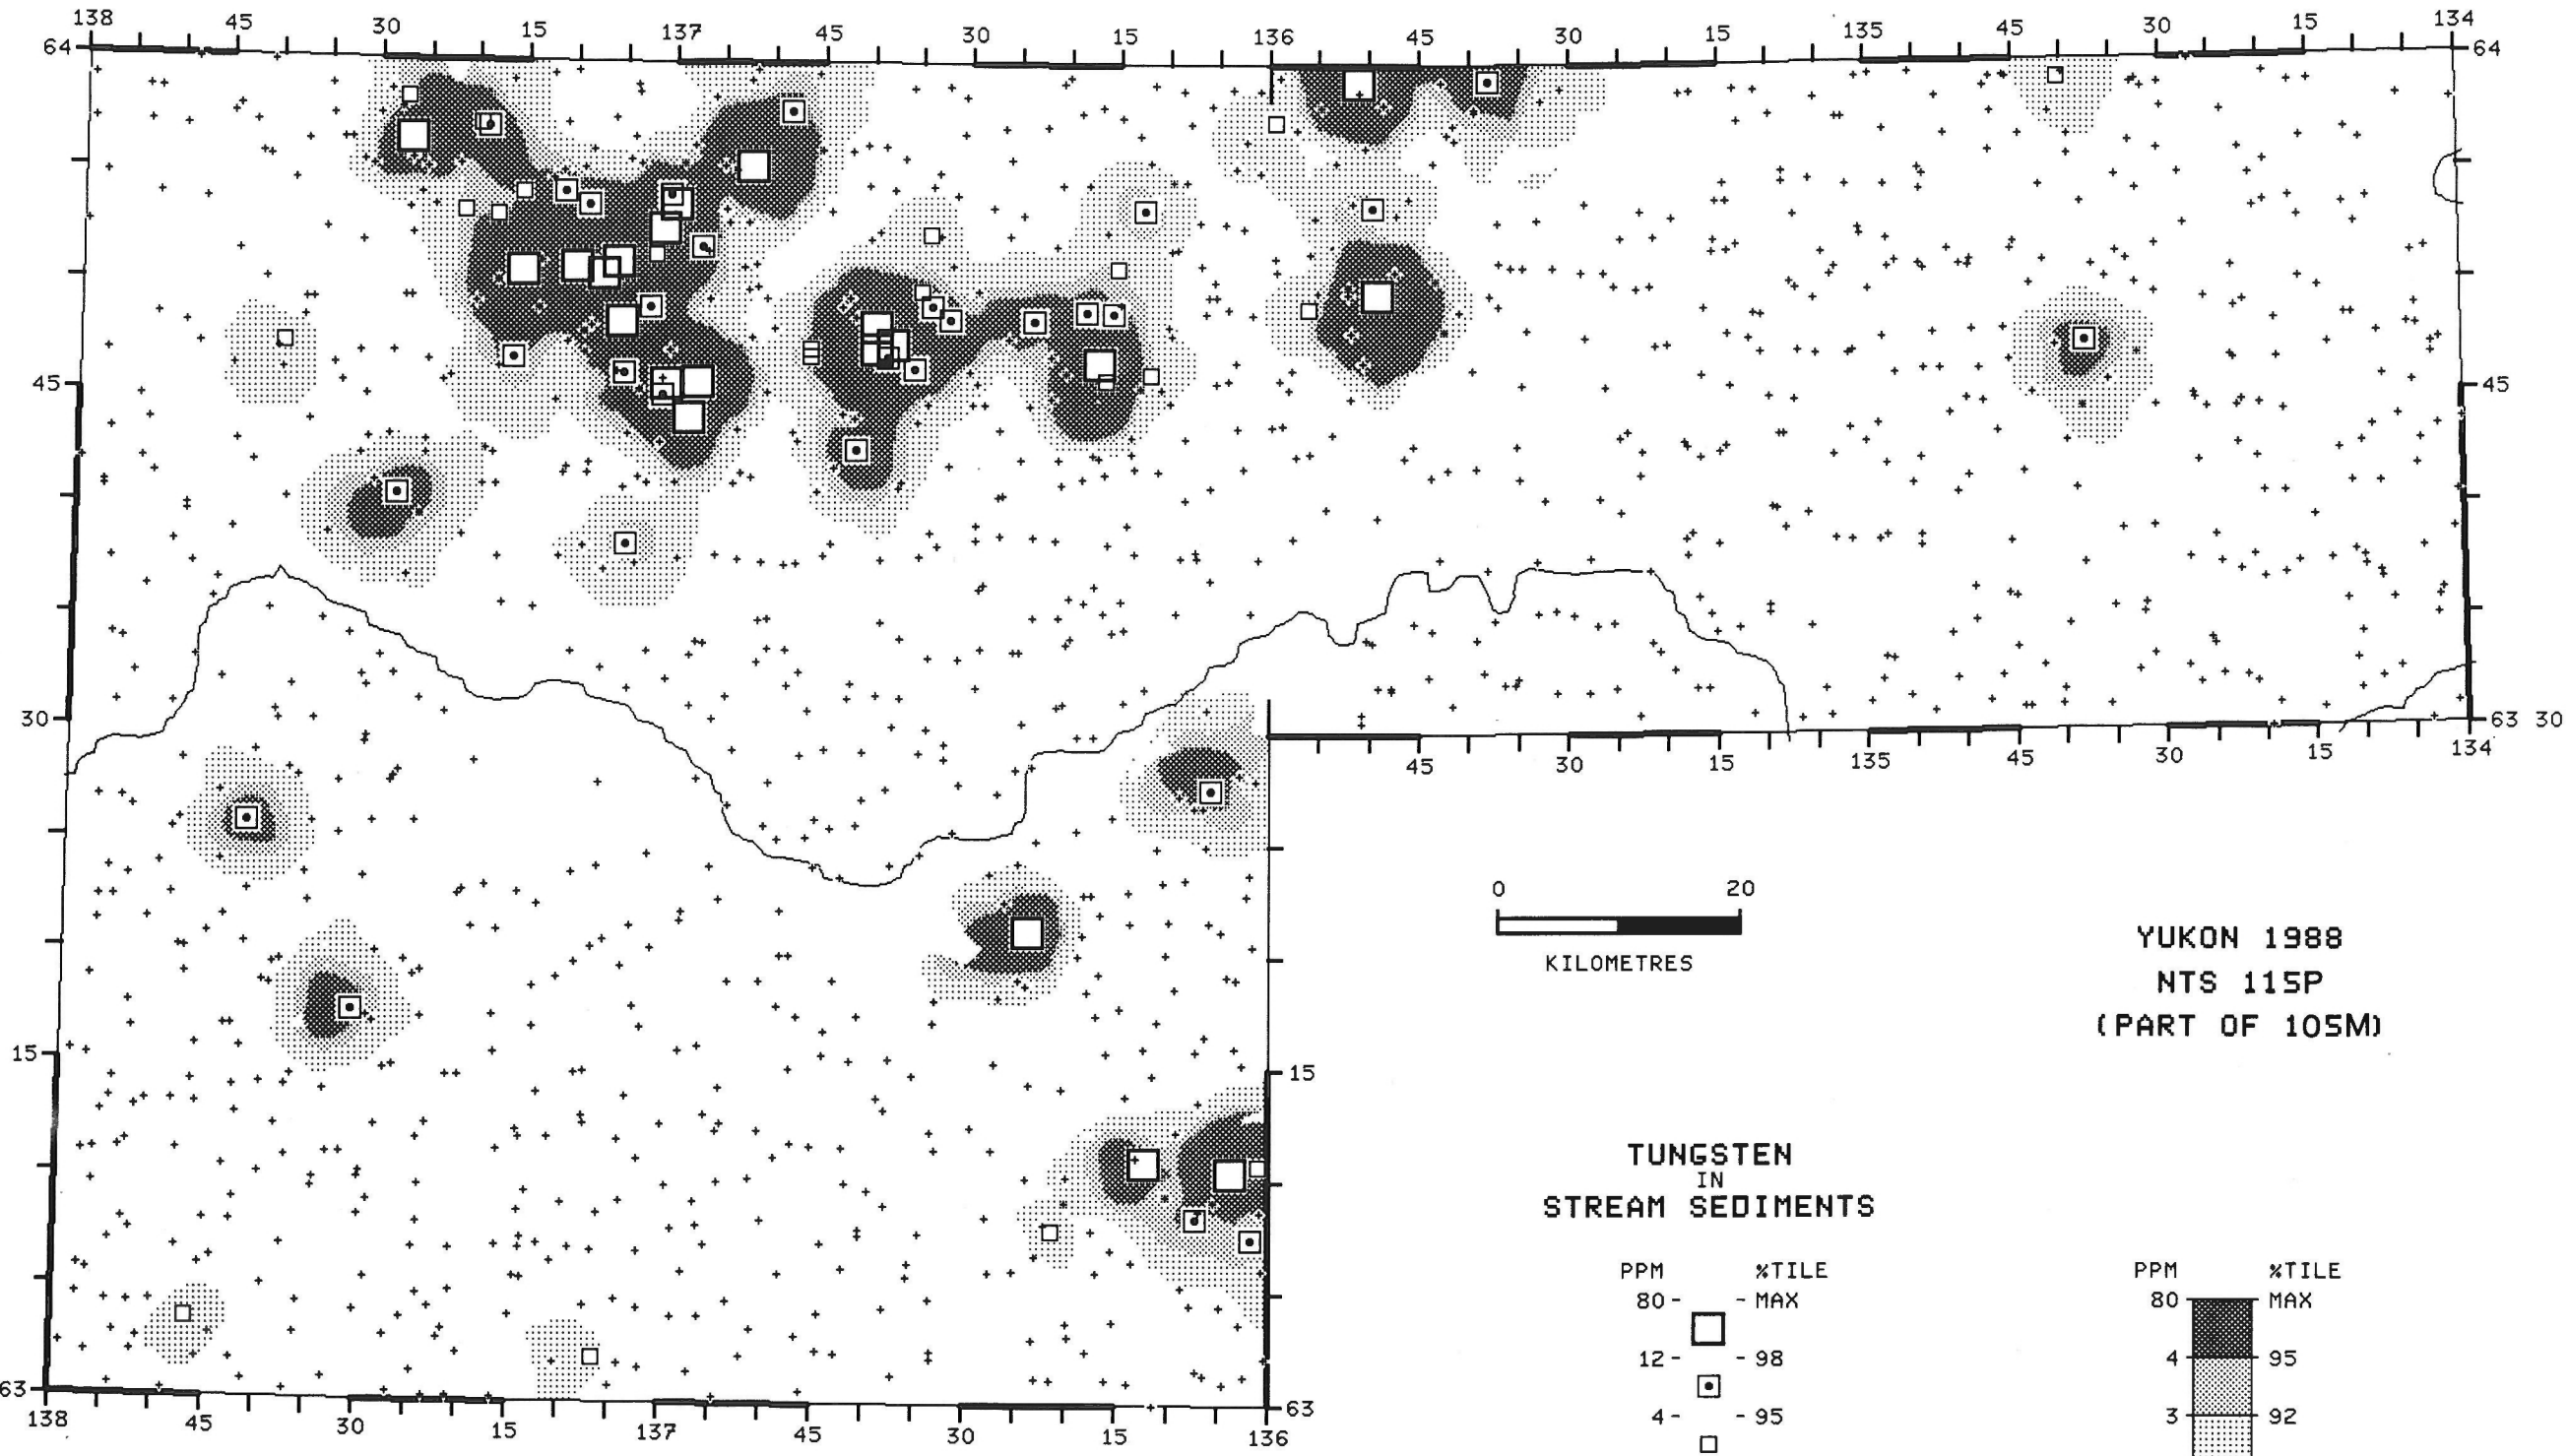 138 45 30 15 137 45 30 15 136 45 30 15 135 45 30 15 134
64 64
45 45
30 63 30
45 30 15 135 45 30 15 134
0 20
KILOMETRES
YUKON 1988
NTS 115P
(PART OF 105M)
15 15
TUNGSTEN
IN
STREAM SEDIMENTS
PPM %TILE
80 - - MAX
12 - - 98
4 - - 95
PPM %TILE
80 MAX
4 95
3 92
63 63
138 45 30 15 137 45 30 15 136